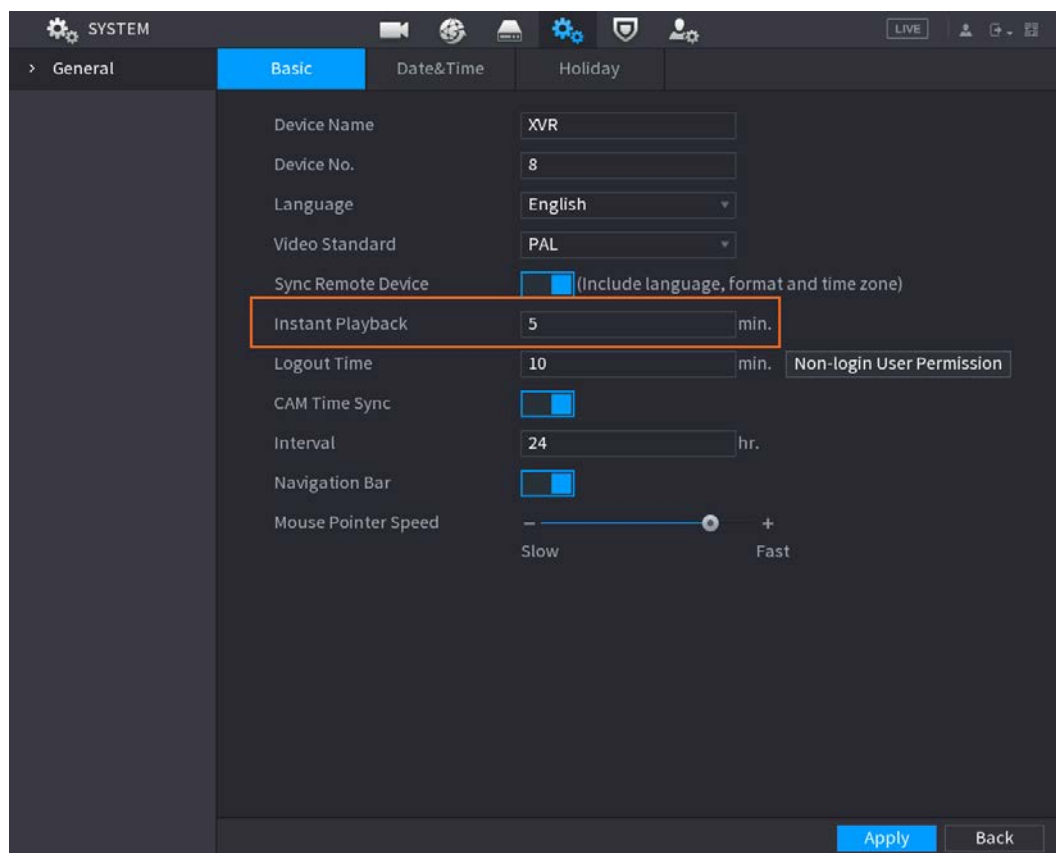 SYSTEM LIVE
> General Basic Date&Time Holiday
Device Name XVR
Device No. 8
Language English
Video Standard PAL
Sync Remote Device (Include language, format and time zone)
Instant Playback 5 min.
Logout Time 10 min. Non-login User Permission
CAM Time Sync
Interval 24 hr.
Navigation Bar
Mouse Pointer Speed - +
Slow Fast
Apply Back